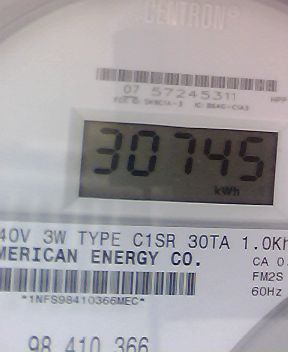 CENTRON®
07 57245311
30745
kWh
40V 3W TYPE C1SR 30TA 1.0Kh
MERICAN ENERGY CO.
CA 0.
FM2S
60Hz
*1NFS98410366MEC*
98 410 366